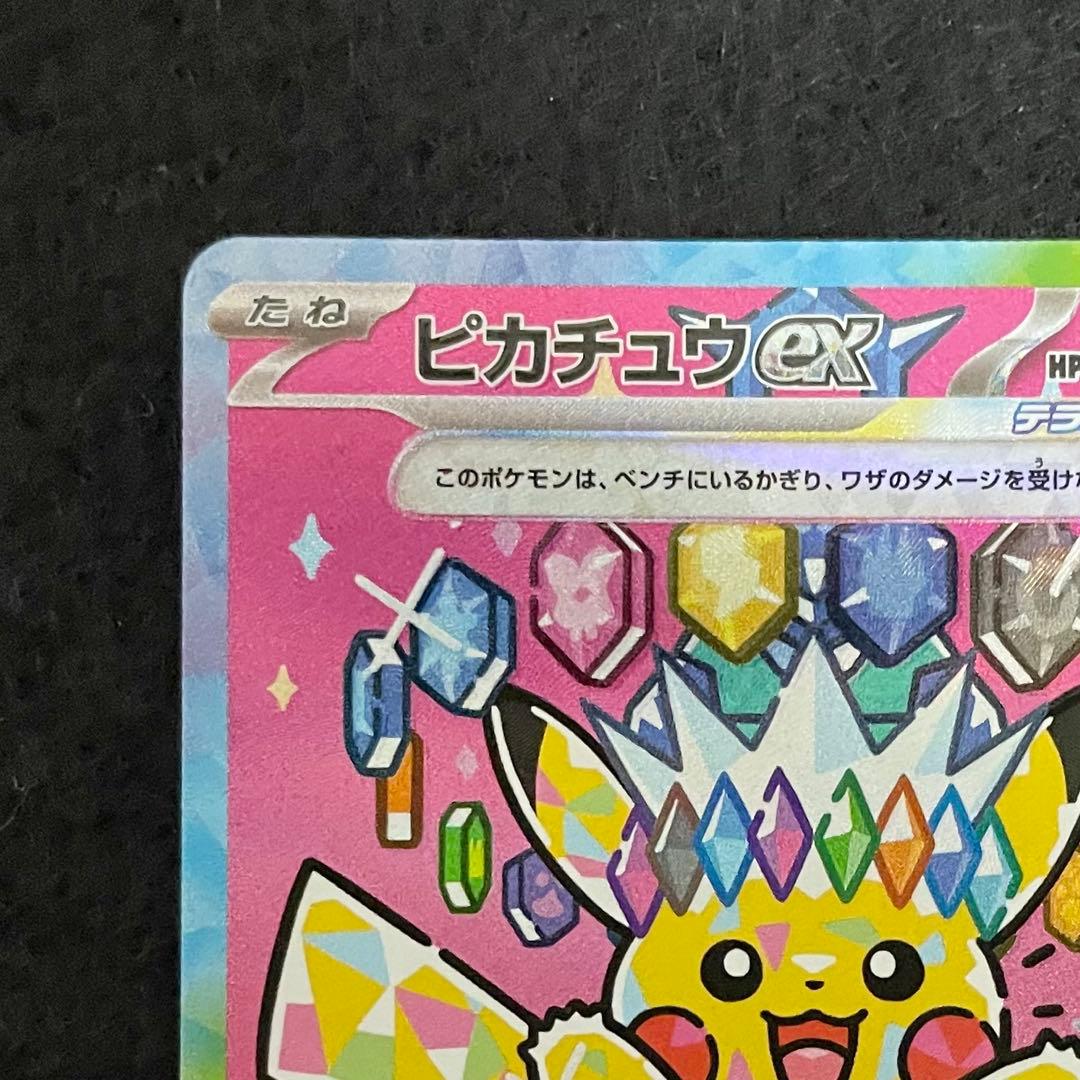 たね
ピカチュウex
HP
テラ
う
このポケモンは、ベンチにいるかぎり、ワザのダメージを受け